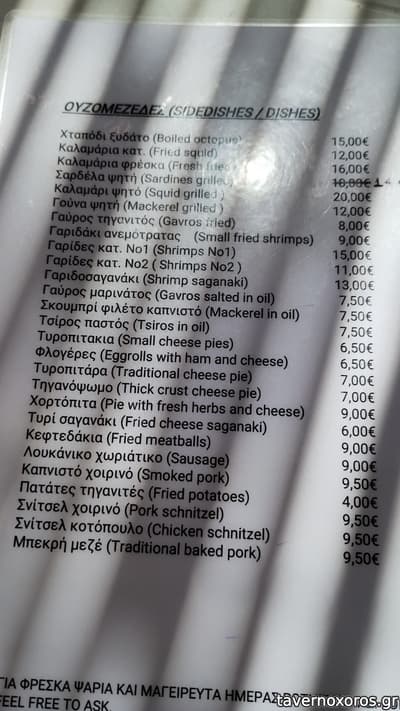 ΟΥΖΟΜΕΖΕΔΕΣ (SIDEDISHES / DISHES)
Χταπόδι ξυδάτο (Boiled octopus) 15,00€
Καλαμάρια κατ. (Fried squid) 12,00€
Καλαμάρια φρέσκα (Fresh fried) 16,00€
Σαρδέλα ψητή (Sardines grilled) 10,00€
Καλαμάρι ψητό (Squid grilled ) 20,00€
Γούνα ψητή (Mackerel grilled ) 12,00€
Γαύρος τηγανιτός (Gavros fried) 8,00€
Γαριδάκι ανεμότρατας (Small fried shrimps) 9,00€
Γαρίδες κατ. No1 (Shrimps No1) 15,00€
Γαρίδες κατ. No2 ( Shrimps No2 ) 11,00€
Γαριδοσαγανάκι (Shrimp saganaki) 13,00€
Γαύρος μαρινάτος (Gavros salted in oil) 7,50€
Σκουμπρί φιλέτο καπνιστό (Mackerel in oil) 7,50€
Τσίρος παστός (Tsiros in oil) 7,50€
Τυροπιτακια (Small cheese pies) 6,50€
Φλογέρες (Eggrolls with ham and cheese) 6,50€
Τυροπιτάρα (Traditional cheese pie) 7,00€
Τηγανόψωμο (Thick crust cheese pie) 7,00€
Χορτόπιτα (Pie with fresh herbs and cheese) 9,00€
Τυρί σαγανάκι (Fried cheese saganaki) 6,00€
Κεφτεδάκια (Fried meatballs) 9,00€
Λουκάνικο χωριάτικο (Sausage) 9,00€
Καπνιστό χοιρινό (Smoked pork) 9,50€
Πατάτες τηγανιτές (Fried potatoes) 4,00€
Σνίτσελ χοιρινό (Pork schnitzel) 9,50€
Σνίτσελ κοτόπουλο (Chicken schnitzel) 9,50€
Μπεκρή μεζέ (Traditional baked pork) 9,50€
ΓΙΑ ΦΡΕΣΚΑ ΨΑΡΙΑ ΚΑΙ ΜΑΓΕΙΡΕΥΤΑ ΗΜΕΡΑΣ
FEEL FREE TO ASK
tavernoxoros.gr